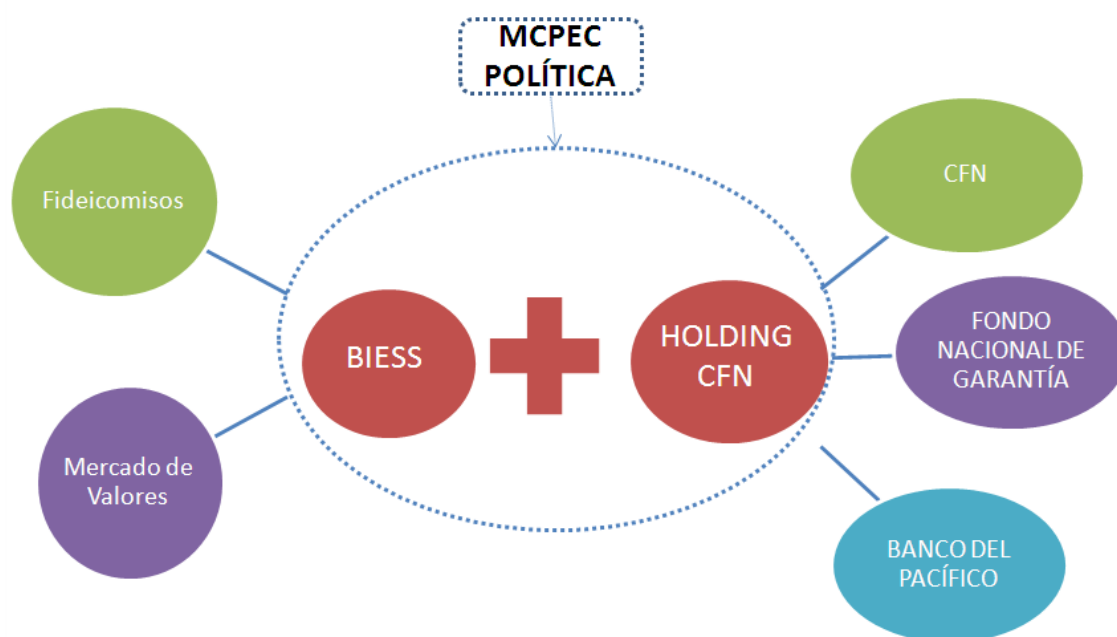 MCPEC
POLÍTICA
Fideicomisos
CFN
BIESS
HOLDING
CFN
FONDO
NACIONAL DE
GARANTÍA
Mercado de
Valores
BANCO DEL
PACÍFICO